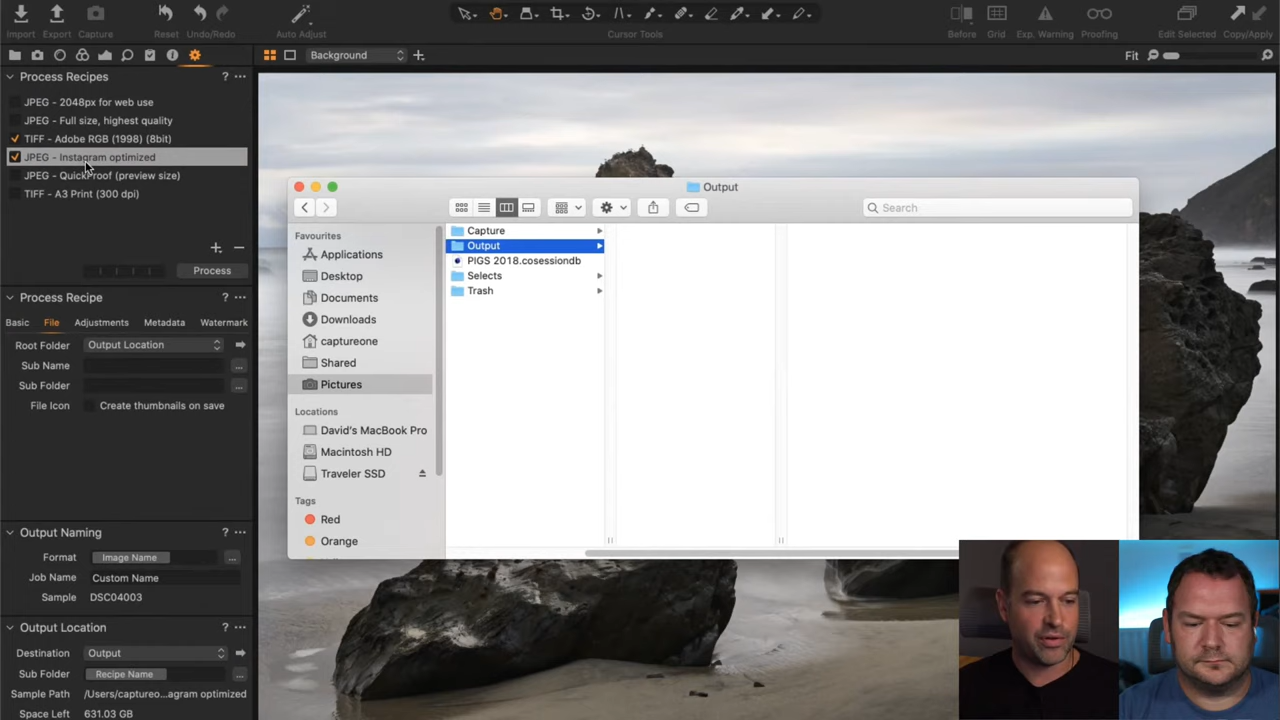 Import Export Capture Reset Undo/Redo Auto Adjust Cursor Tools Before Grid Exp. Warning Proofing Edit Selected Copy/Apply
Background
Fit
Process Recipes
?
JPEG - 2048px for web use
JPEG - Full size, highest quality
TIFF - Adobe RGB (1998) (8bit)
JPEG - Instagram optimized
JPEG - QuickProof (preview size)
TIFF - A3 Print (300 dpi)
Process
Process Recipe
?
Basic File Adjustments Metadata Watermark
Root Folder Output Location
Sub Name
Sub Folder
File Icon Create thumbnails on save
Output Naming
?
Format Image Name
Job Name Custom Name
Sample DSC04003
Output Location
?
Destination Output
Sub Folder Recipe Name
Sample Path /Users/captureo...agram optimized
Space Left 631.03 GB
Output
Search
Favourites
Applications
Desktop
Documents
Downloads
captureone
Shared
Pictures
Locations
David's MacBook Pro
Macintosh HD
Traveler SSD
Tags
Red
Orange
Capture
Output
PIGS 2018.cosessiondb
Selects
Trash